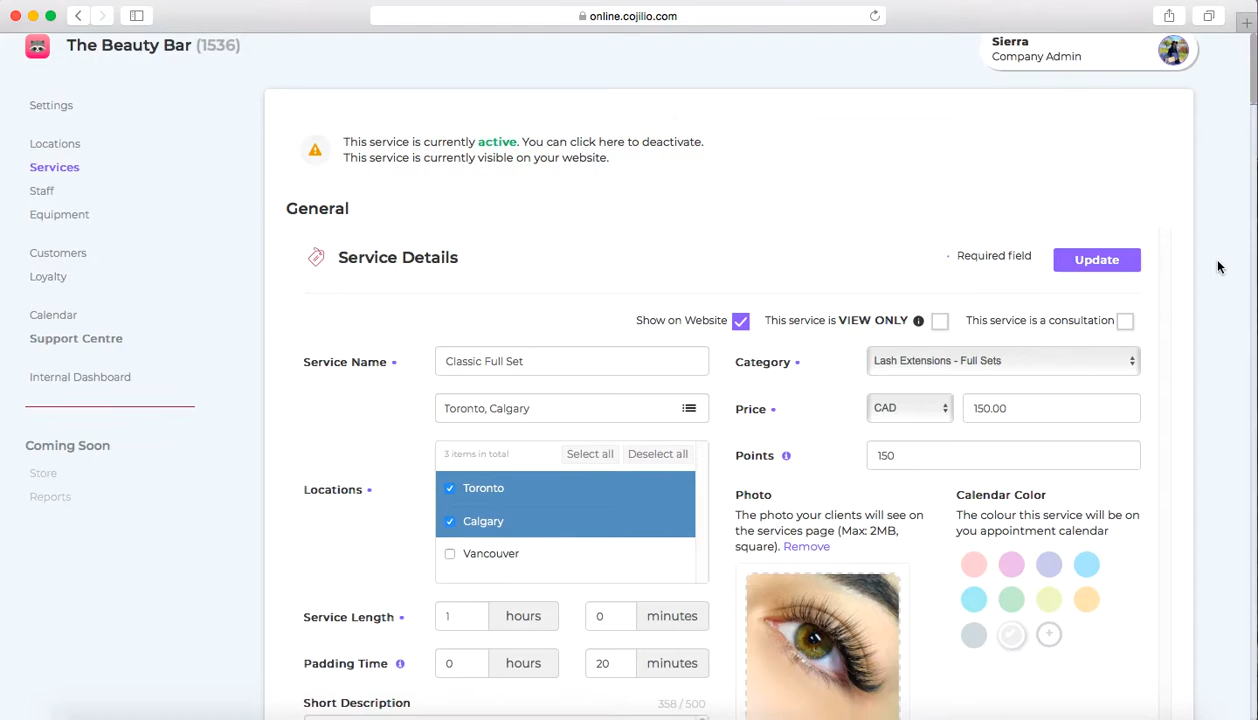 online.cojilio.com
The Beauty Bar (1536)
Sierra
Company Admin
Settings
Locations
Services
Staff
Equipment
Customers
Loyalty
Calendar
Support Centre
Internal Dashboard
Coming Soon
Store
Reports
This service is currently active. You can click here to deactivate.
This service is currently visible on your website.
General
Service Details
Required field
Update
Show on Website
This service is VIEW ONLY
This service is a consultation
Service Name
Classic Full Set
Category
Lash Extensions - Full Sets
Toronto, Calgary
Price
CAD
150.00
3 items in total
Select all
Deselect all
Points
150
Locations
Toronto
Calgary
Vancouver
Photo
The photo your clients will see on
the services page (Max: 2MB,
square). Remove
Calendar Color
The colour this service will be on
you appointment calendar
Service Length
1
hours
0
minutes
Padding Time
0
hours
20
minutes
Short Description
358 / 500